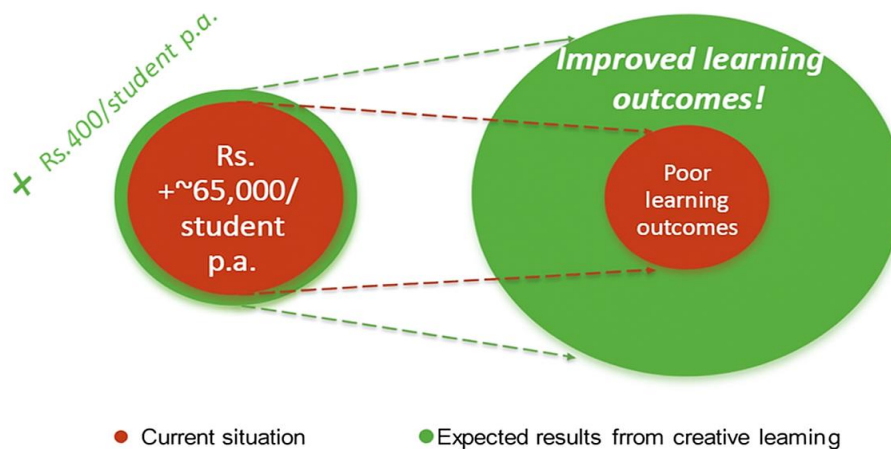 + Rs.400/student p.a.
Rs.
+~65,000/
student
p.a.
Improved learning
outcomes!
Poor
learning
outcomes
Current situation
Expected results frrom creative leaming